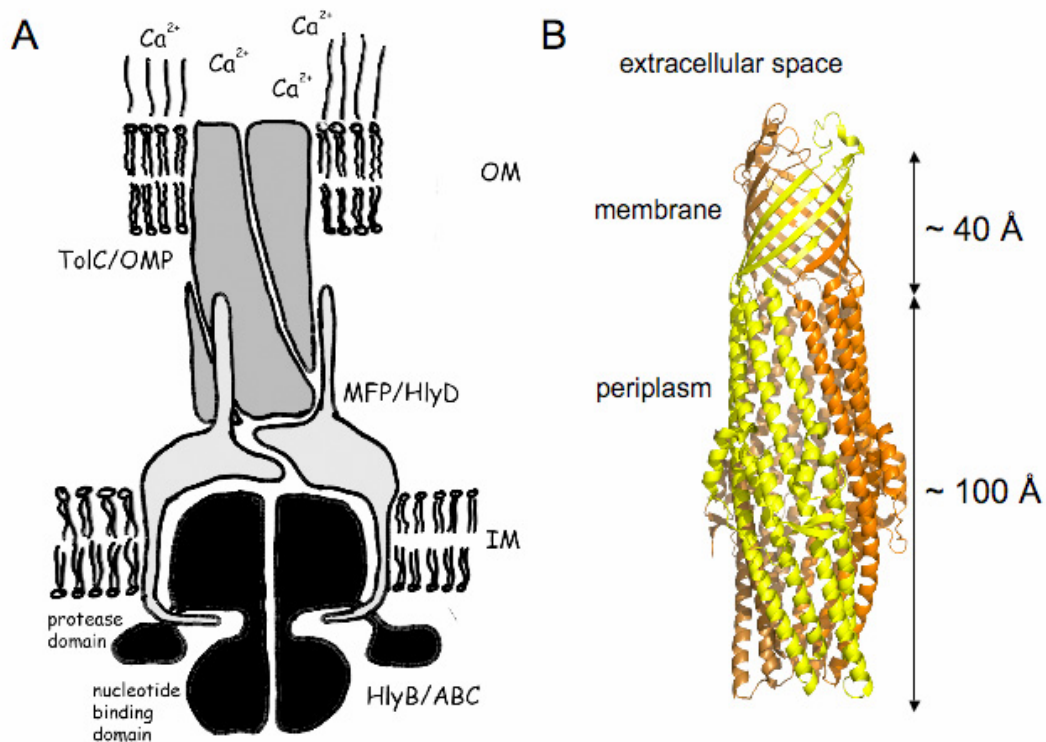 A
Ca²⁺
Ca²⁺
Ca²⁺
Ca²⁺
OM
TolC/OMP
MFP/HlyD
IM
protease
domain
nucleotide
binding
domain
HlyB/ABC
B
extracellular space
membrane
~ 40 Å
periplasm
~ 100 Å